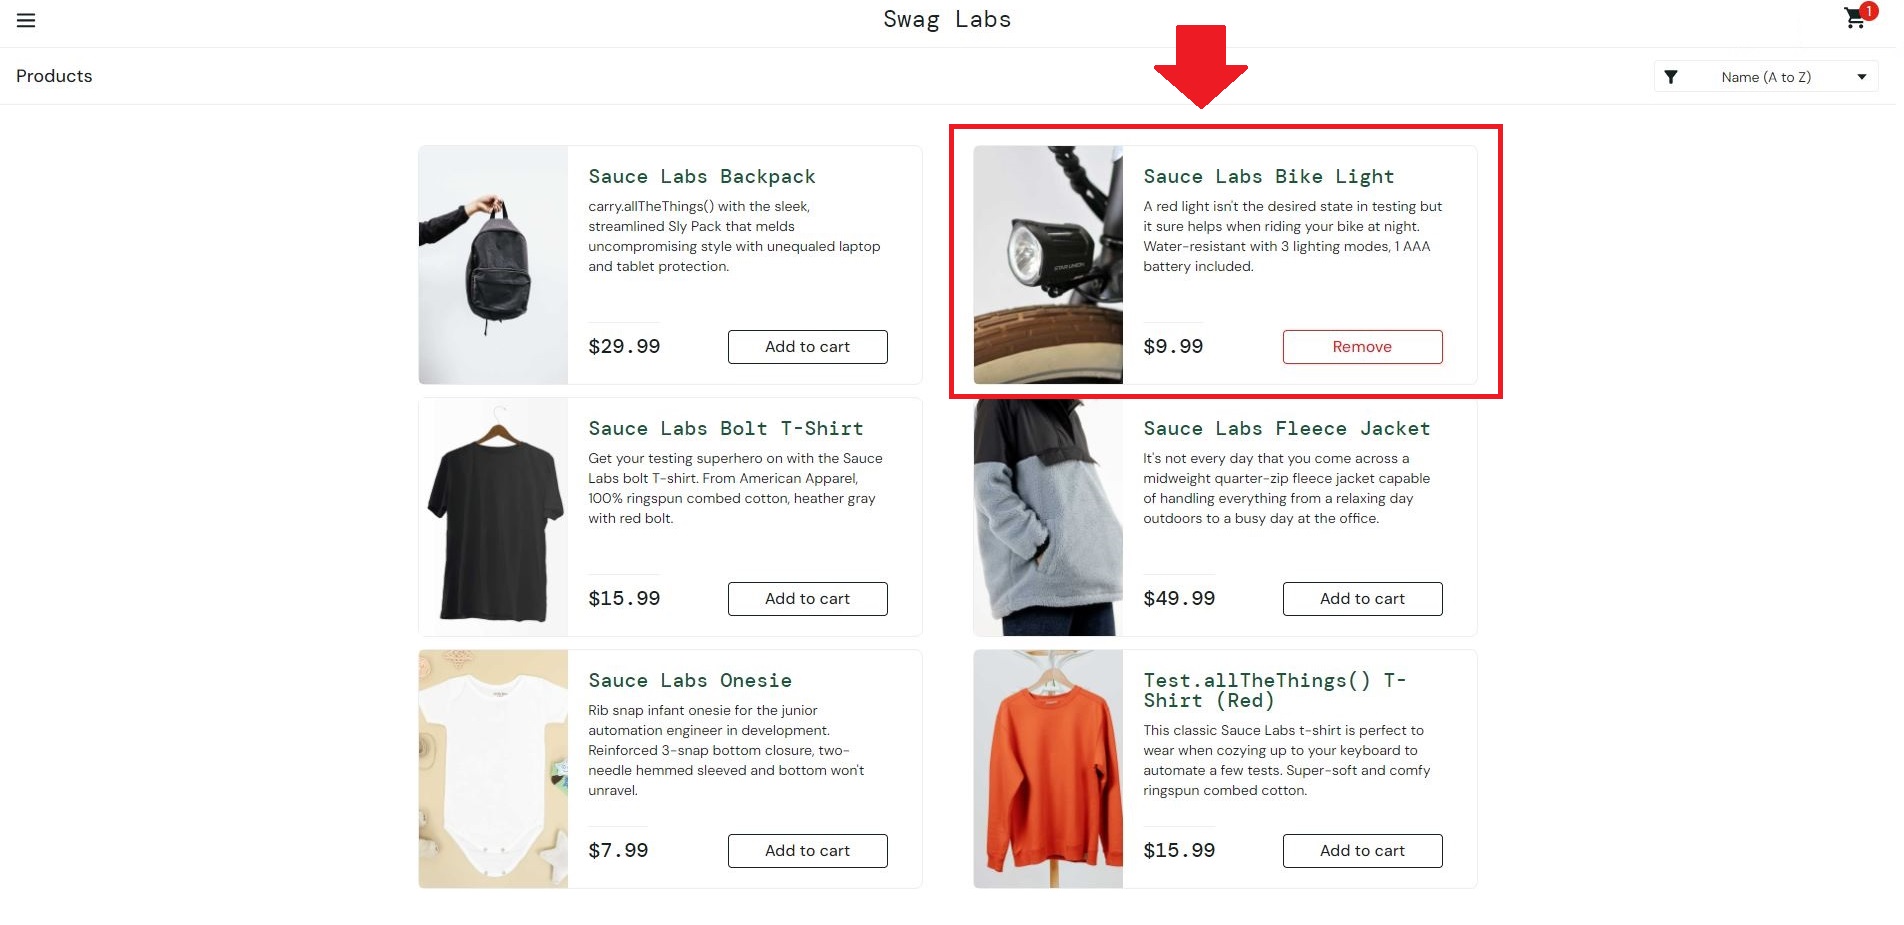 Swag Labs
1
Products
Name (A to Z)
Sauce Labs Backpack
carry.allTheThings() with the sleek,
streamlined Sly Pack that melds
uncompromising style with unequaled laptop
and tablet protection.
$29.99
Add to cart
Sauce Labs Bike Light
A red light isn't the desired state in testing but
it sure helps when riding your bike at night.
Water-resistant with 3 lighting modes, 1 AAA
battery included.
$9.99
Remove
Sauce Labs Bolt T-Shirt
Get your testing superhero on with the Sauce
Labs bolt T-shirt. From American Apparel,
100% ringspun combed cotton, heather gray
with red bolt.
$15.99
Add to cart
Sauce Labs Fleece Jacket
It's not every day that you come across a
midweight quarter-zip fleece jacket capable
of handling everything from a relaxing day
outdoors to a busy day at the office.
$49.99
Add to cart
Sauce Labs Onesie
Rib snap infant onesie for the junior
automation engineer in development.
Reinforced 3-snap bottom closure, two-
needle hemmed sleeved and bottom won't
unravel.
$7.99
Add to cart
Test.allTheThings() T-
Shirt (Red)
This classic Sauce Labs t-shirt is perfect to
wear when cozying up to your keyboard to
automate a few tests. Super-soft and comfy
ringspun combed cotton.
$15.99
Add to cart